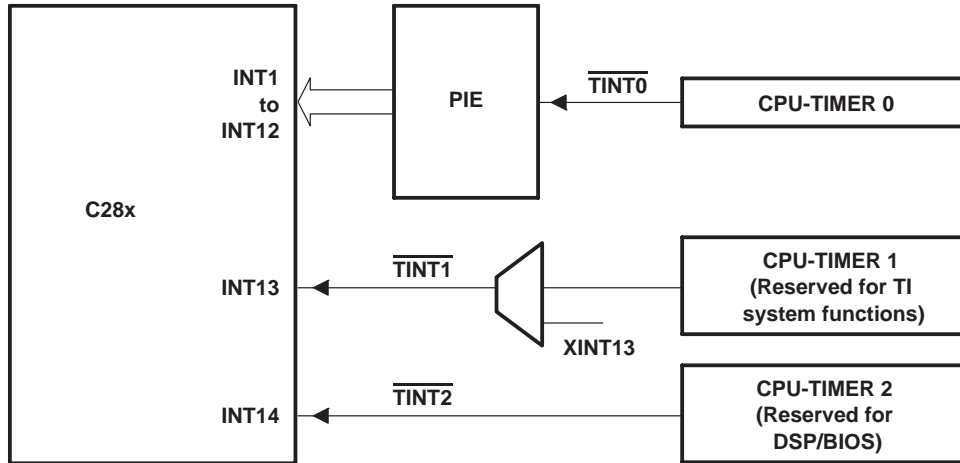 INT1
to
INT12
C28x
INT13
INT14
PIE
TINT0
CPU-TIMER 0
TINT1
XINT13
CPU-TIMER 1
(Reserved for TI
system functions)
TINT2
CPU-TIMER 2
(Reserved for
DSP/BIOS)